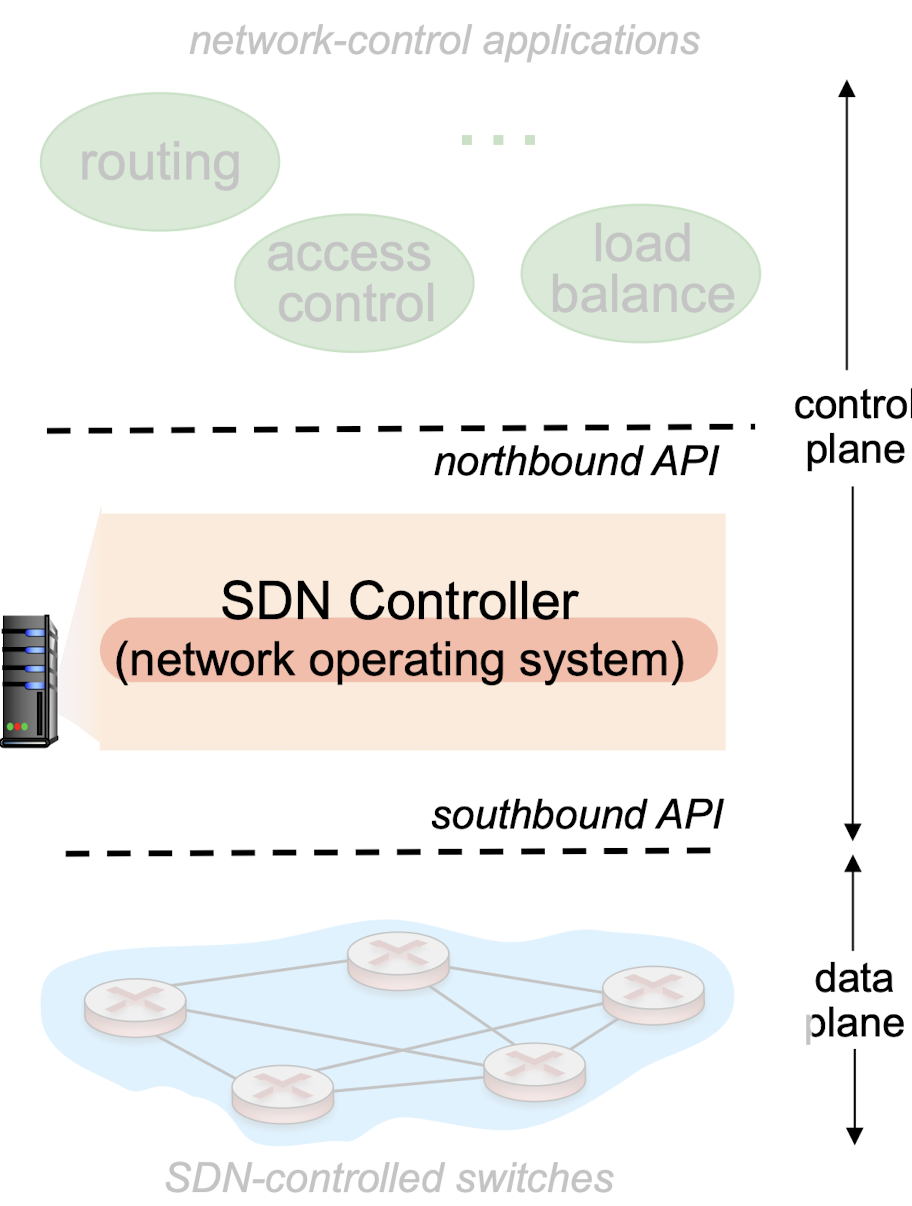 network-control applications
routing
. . .
access
control
load
balance
control
plane
northbound API
SDN Controller
(network operating system)
southbound API
data
plane
SDN-controlled switches